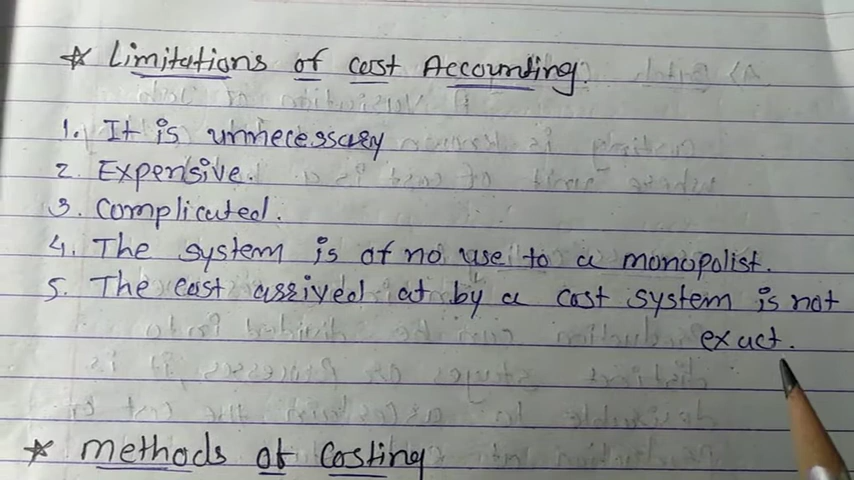 ☆ Limitations of cost Accounting.
1. It is unnecessary
2. Expensive.
3. Complicated.
4. The system is of no use to a monopolist.
5. The cost arrived at by a cost system is not
exact.
☆ methods of costing